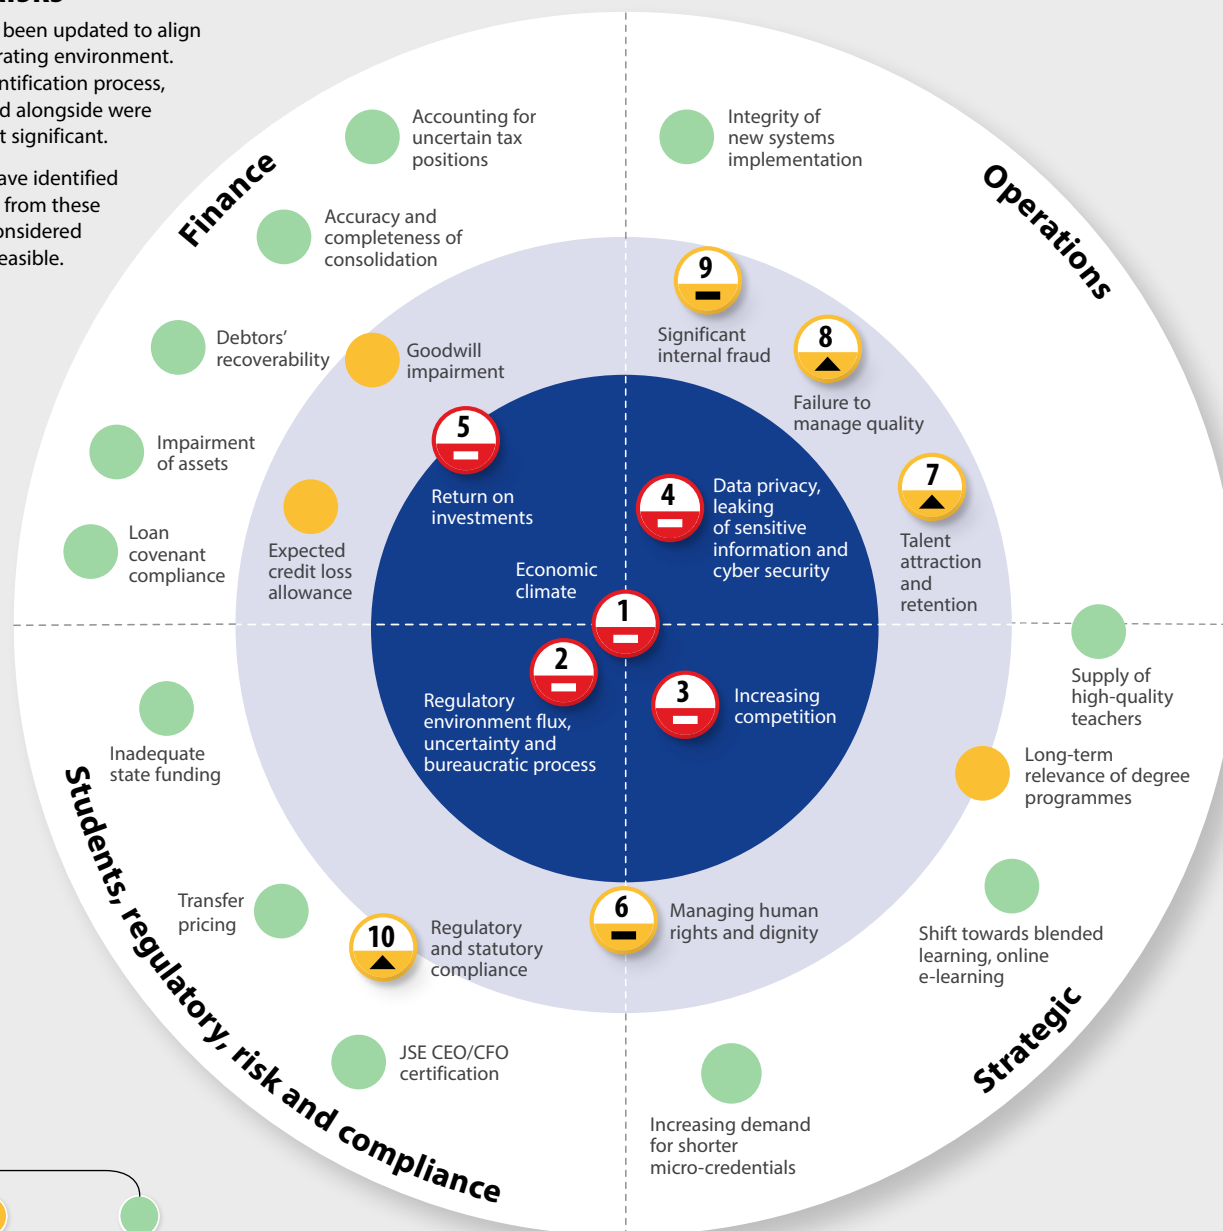 been updated to align
rating environment.
ntification process,
d alongside were
t significant.
ave identified
from these
onsidered
easible.
Finance
Accounting for
uncertain tax
positions
Accuracy and
completeness of
consolidation
Debtors’
recoverability
Goodwill
impairment
Impairment
of assets
Loan
covenant
compliance
Expected
credit loss
allowance
5
Return on
investments
Operations
Integrity of
new systems
implementation
9
Significant
internal fraud
8
Failure to
manage quality
7
Talent
attraction
and
retention
4
Data privacy,
leaking
of sensitive
information and
cyber security
Economic
climate
1
2
Regulatory
environment flux,
uncertainty and
bureaucratic process
3
Increasing
competition
Supply of
high-quality
teachers
Long-term
relevance of degree
programmes
Shift towards blended
learning, online
e-learning
Strategic
Increasing demand
for shorter
micro-credentials
6
Managing human
rights and dignity
Inadequate
state funding
Students, regulatory, risk and compliance
Transfer
pricing
10
Regulatory
and statutory
compliance
JSE CEO/CFO
certification